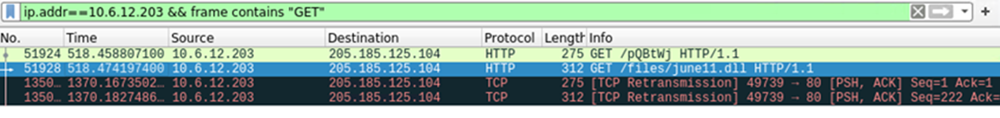 ip.addr==10.6.12.203 && frame contains "GET"
No. Time Source Destination Protocol Length Info
51924 518.458807100 10.6.12.203 205.185.125.104 HTTP 275 GET /pQBtWj HTTP/1.1
51928 518.474197400 10.6.12.203 205.185.125.104 HTTP 312 GET /files/june11.dll HTTP/1.1
1350… 1370.1673502… 10.6.12.203 205.185.125.104 TCP 275 [TCP Retransmission] 49739 → 80 [PSH, ACK] Seq=1 Ack=1
1350… 1370.1827486… 10.6.12.203 205.185.125.104 TCP 312 [TCP Retransmission] 49739 → 80 [PSH, ACK] Seq=222 Ack=